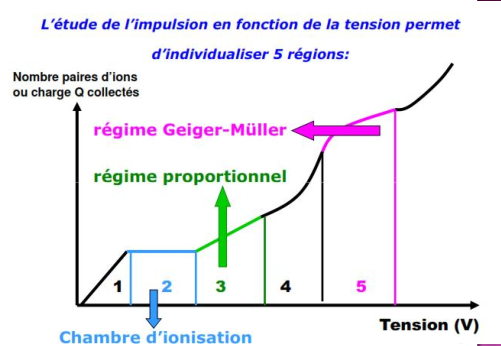 L'étude de l'impulsion en fonction de la tension permet
d'individualiser 5 régions:
Nombre paires d'ions
ou charge Q collectés
régime Geiger-Müller
régime proportionnel
1 2 3 4 5
Tension (V)
Chambre d'ionisation